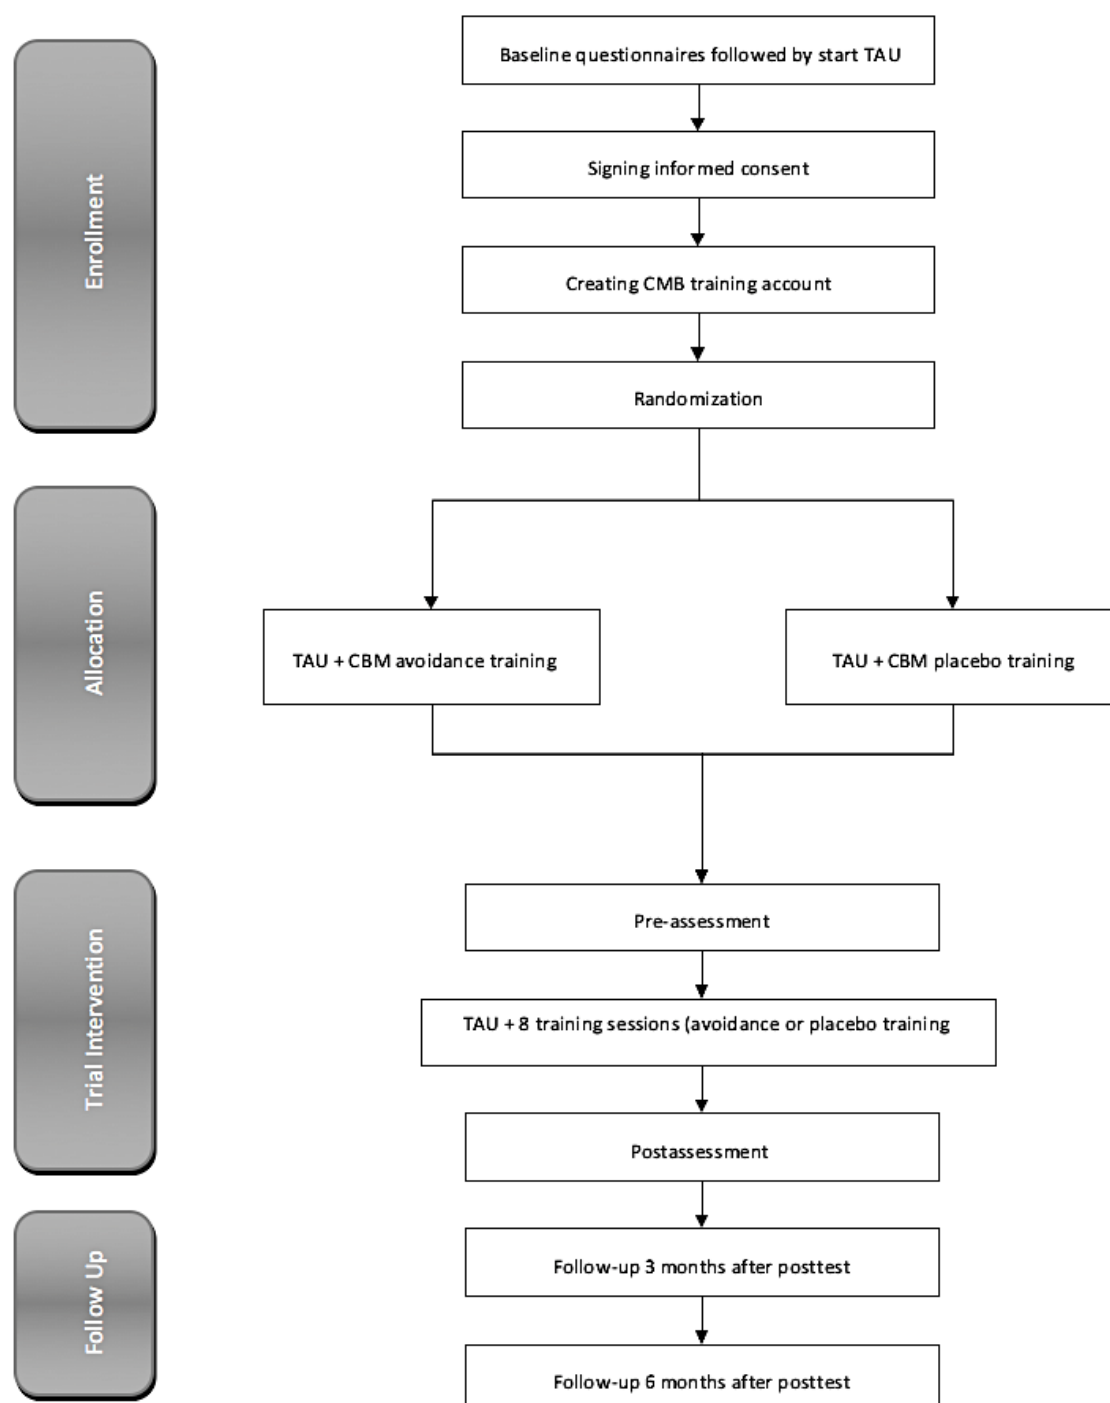 Enrollment
Baseline questionnaires followed by start TAU
Signing informed consent
Creating CMB training account
Randomization
Allocation
TAU + CBM avoidance training
TAU + CBM placebo training
Trial Intervention
Pre-assessment
TAU + 8 training sessions (avoidance or placebo training
Postassessment
Follow Up
Follow-up 3 months after posttest
Follow-up 6 months after posttest